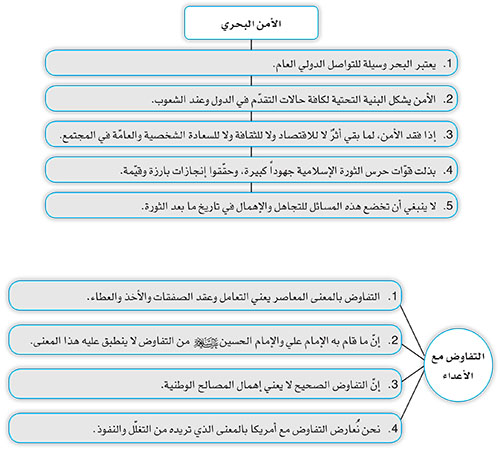 الأمن البحري
1. يعتبر البحر وسيلة للتواصل الدولي العام.
2. الأمن يشكل البنية التحتية لكافة حالات التقدّم في الدول وعند الشعوب.
3. إذا فقد الأمن، لما بقي أثرٌ لا للاقتصاد ولا للثقافة ولا للسعادة الشخصية والعامّة في المجتمع.
4. بذلت قوّات حرس الثورة الإسلامية جهوداً كبيرة، وحقّقوا إنجازات بارزة وقيّمة.
5. لا ينبغي أن تخضع هذه المسائل للتجاهل والإهمال في تاريخ ما بعد الثورة.
التفاوض مع
الأعداء
1. التفاوض بالمعنى المعاصر يعني التعامل وعقد الصفقات والأخذ والعطاء.
2. إنّ ما قام به الإمام علي والإمام الحسين من التفاوض لا ينطبق عليه هذا المعنى.
3. إنّ التفاوض الصحيح لا يعني إهمال المصالح الوطنية.
4. نحن نُعارض التفاوض مع أمريكا بالمعنى الذي تريده من التغلّل والنفوذ.